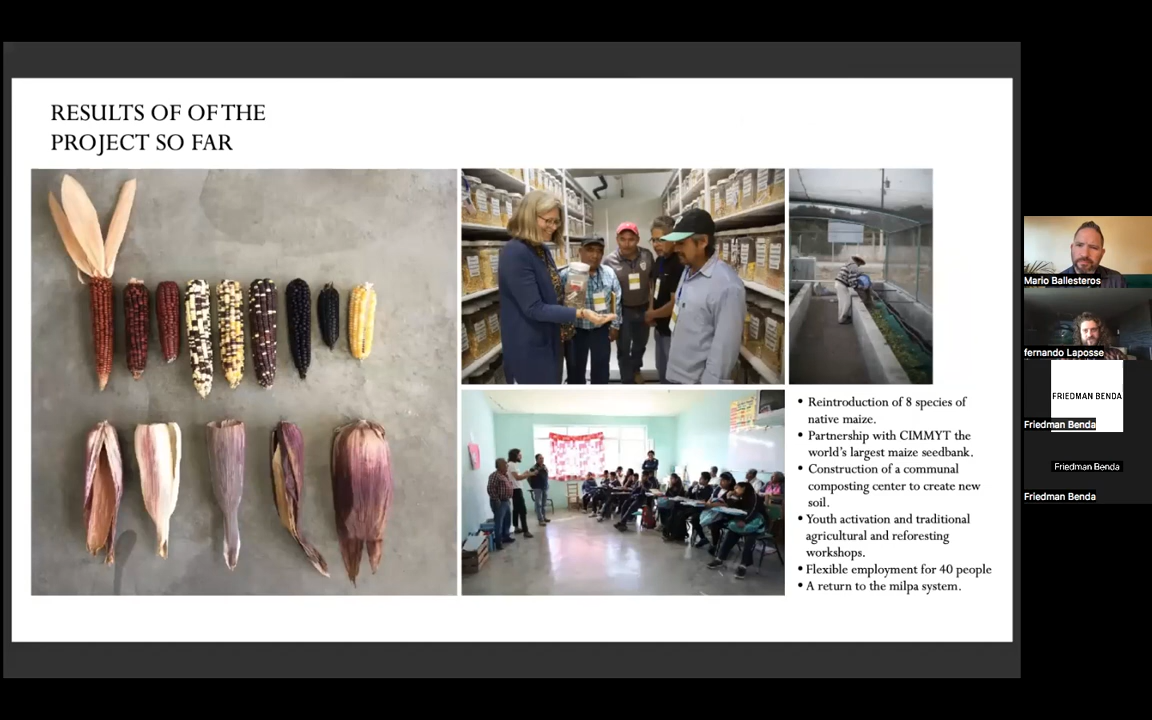 RESULTS OF OF THE
PROJECT SO FAR
• Reintroduction of 8 species of
native maize.
• Partnership with CIMMYT the
world's largest maize seedbank.
• Construction of a communal
composting center to create new
soil.
• Youth activation and traditional
agricultural and reforesting
workshops.
• Flexible employment for 40 people
• A return to the milpa system.
Mario Ballesteros
fernando Laposse
FRIEDMAN BENDA
Friedman Benda
Friedman Benda
Friedman Benda